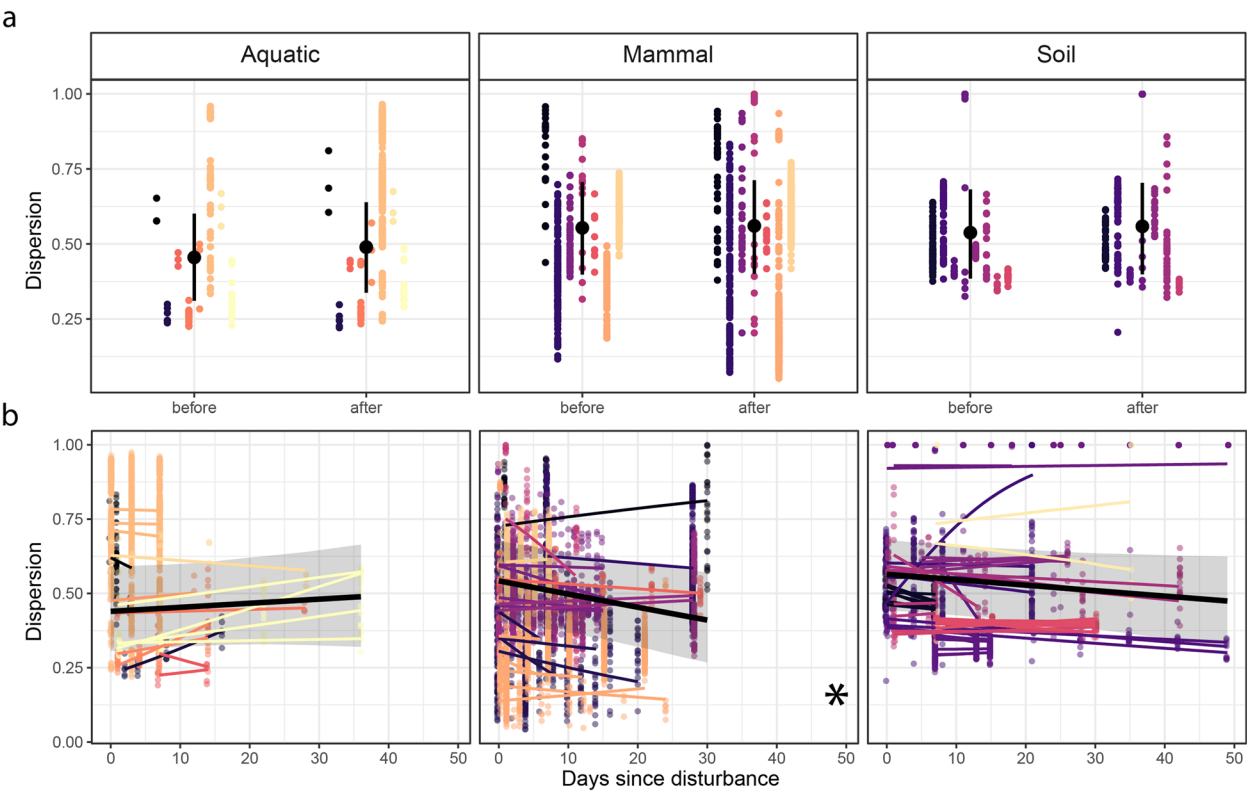 a
Aquatic Mammal Soil
Dispersion
1.00
0.75
0.50
0.25
before after before after before after
b
Dispersion
1.00
0.75
0.50
0.25
0.00
*
0 10 20 30 40 50 0 10 20 30 40 50 0 10 20 30 40 50
Days since disturbance